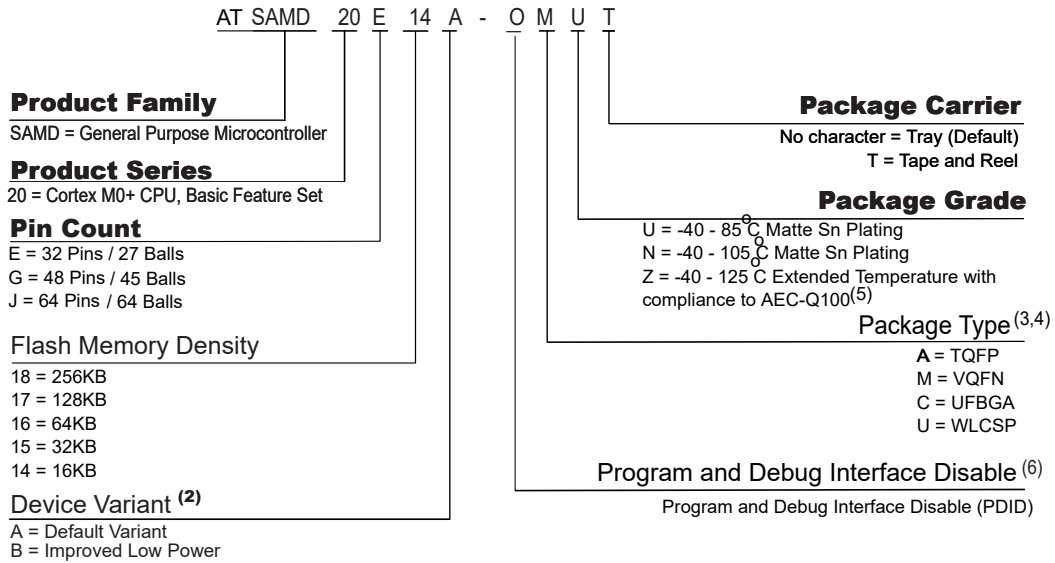 AT SAMD 20 E 14 A - O M U T
Product Family
SAMD = General Purpose Microcontroller
Product Series
20 = Cortex M0+ CPU, Basic Feature Set
Pin Count
E = 32 Pins / 27 Balls
G = 48 Pins / 45 Balls
J = 64 Pins / 64 Balls
Flash Memory Density
18 = 256KB
17 = 128KB
16 = 64KB
15 = 32KB
14 = 16KB
Device Variant (2)
A = Default Variant
B = Improved Low Power
Package Carrier
No character = Tray (Default)
T = Tape and Reel
Package Grade
U = -40 - 85 oC Matte Sn Plating
N = -40 - 105 oC Matte Sn Plating
Z = -40 - 125 oC Extended Temperature with
compliance to AEC-Q100(5)
Package Type (3,4)
A = TQFP
M = VQFN
C = UFBGA
U = WLCSP
Program and Debug Interface Disable (6)
Program and Debug Interface Disable (PDID)